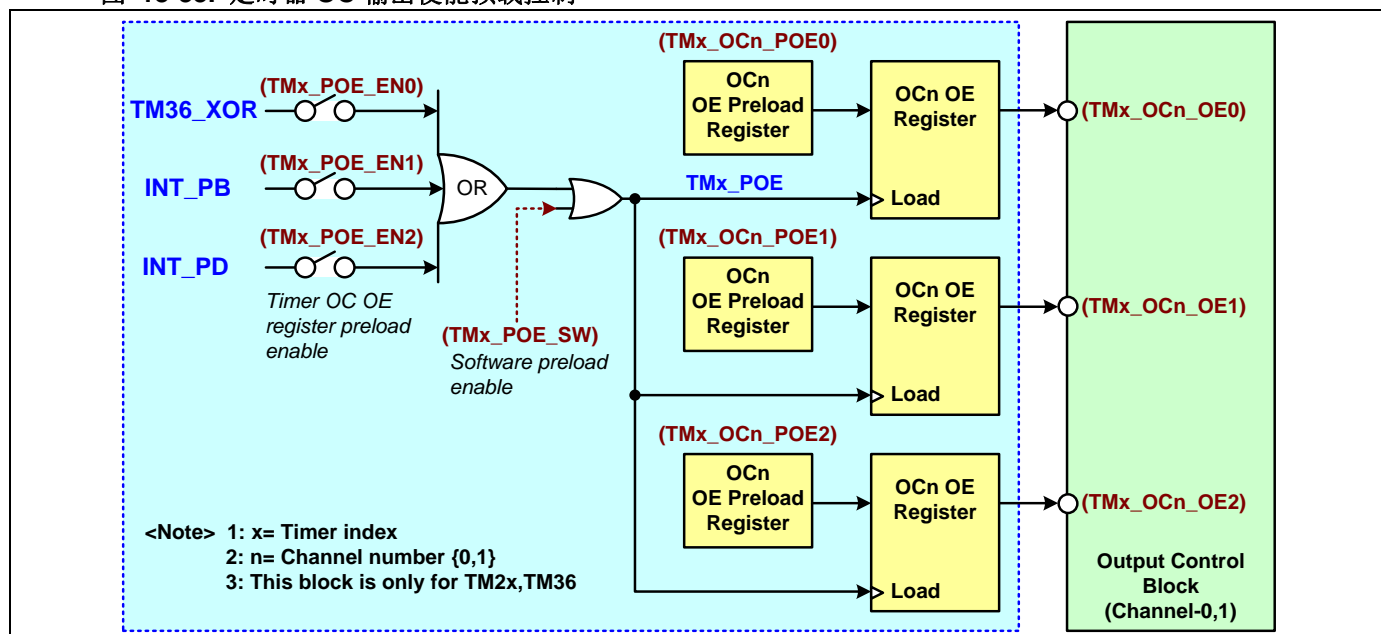 (TMx_OCn_POE0)
(TMx_POE_EN0)
TM36_XOR
OCn
OE Preload
Register
OCn OE
Register
(TMx_OCn_OE0)
(TMx_POE_EN1)
INT_PB
OR
TMx_POE
Load
(TMx_POE_EN2)
INT_PD
(TMx_OCn_POE1)
Timer OC OE
register preload
enable
OCn
OE Preload
Register
OCn OE
Register
(TMx_OCn_OE1)
(TMx_POE_SW)
Software preload
enable
Load
(TMx_OCn_POE2)
OCn
OE Preload
Register
OCn OE
Register
(TMx_OCn_OE2)
<Note> 1: x= Timer index
2: n= Channel number {0,1}
3: This block is only for TM2x,TM36
Load
Output Control
Block
(Channel-0,1)